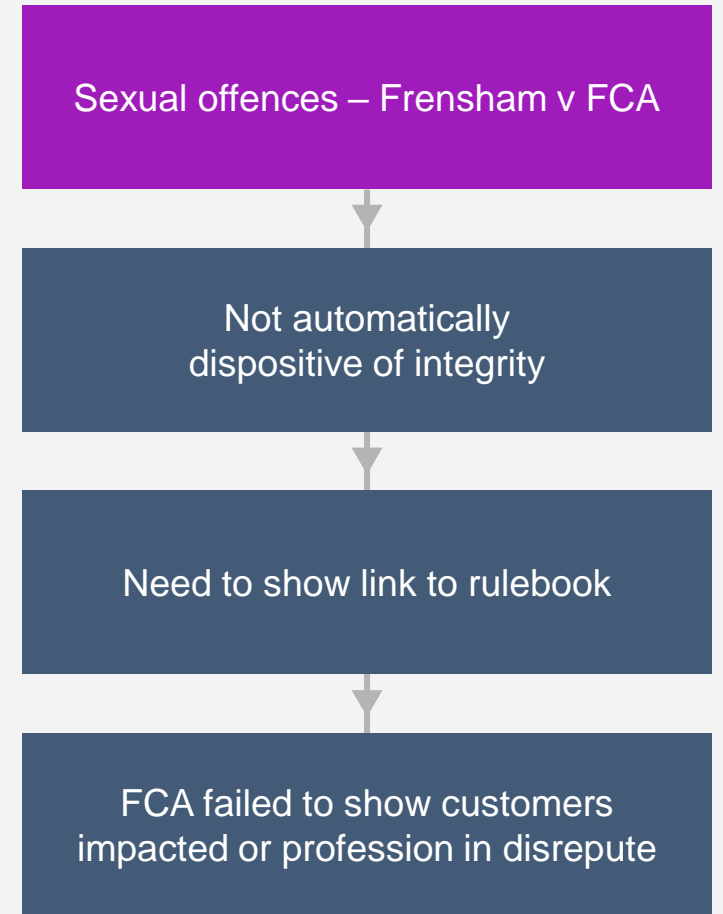 Sexual offences – Frensham v FCA
Not automatically
dispositive of integrity
Need to show link to rulebook
FCA failed to show customers
impacted or profession in disrepute